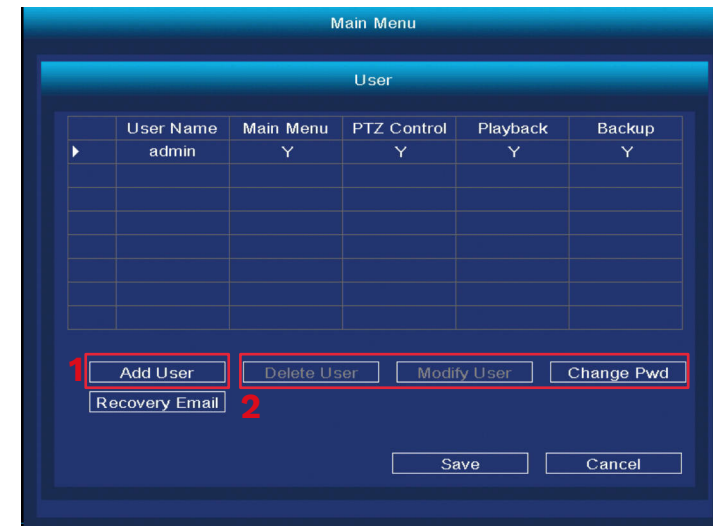 Main Menu
User
User Name Main Menu PTZ Control Playback Backup
admin Y Y Y Y
1 Add User Delete User Modify User Change Pwd
Recovery Email 2
Save Cancel